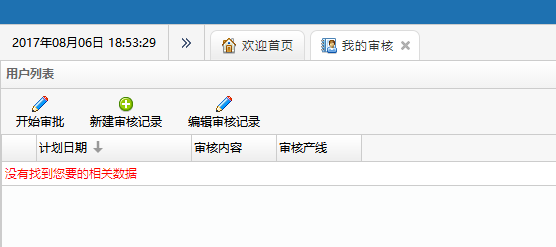 2017年08月06日 18:53:29 » 欢迎首页 我的审核
用户列表
开始审批 新建审核记录 编辑审核记录
计划日期 审核内容 审核产线
没有找到您要的相关数据